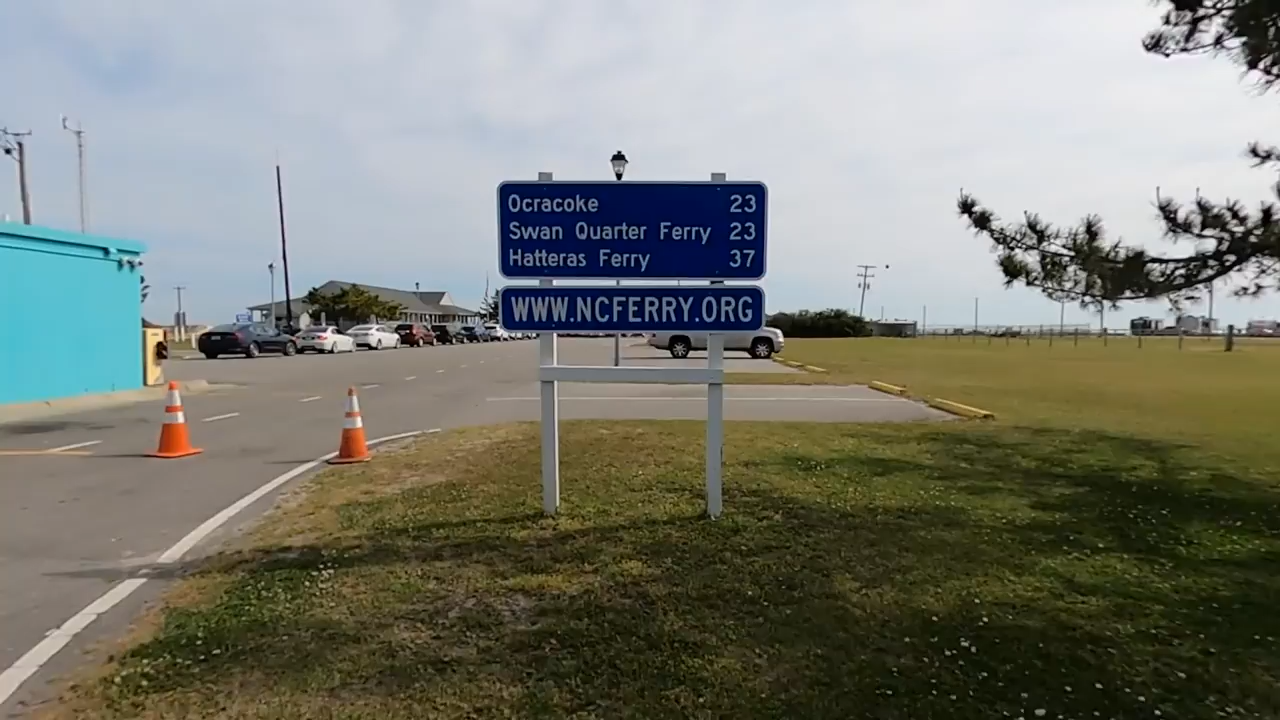 Ocracoke 23
Swan Quarter Ferry 23
Hatteras Ferry 37
WWW.NCFERRY.ORG